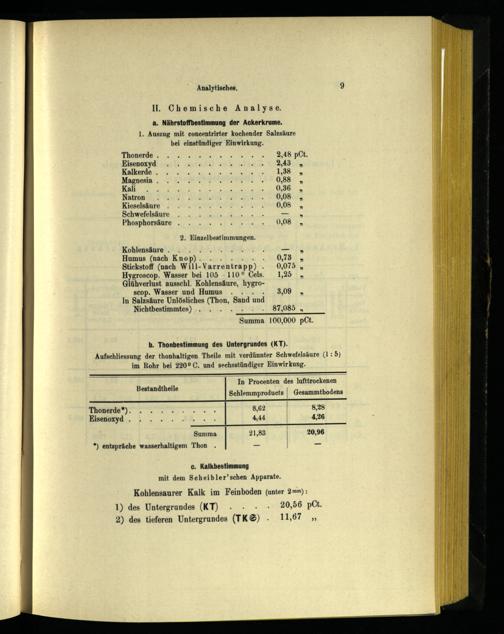 Analytisches. 9
II. Chemische Analyse.
a. Nährstoffbestimmung der Ackerkrume.
1. Auszug mit concentrirter kochender Salzsäure
bei einstündiger Einwirkung.
Thonerde . . . . . . . . . . . 2,48 pCt.
Eisenoxyd . . . . . . . . . . 2,43 „
Kalkerde . . . . . . . . . . . 1,38 „
Magnesia . . . . . . . . . . . 0,88 „
Kali . . . . . . . . . . . . 0,36 „
Natron . . . . . . . . . . . 0,08 „
Kieselsäure . . . . . . . . . . 0,08 „
Schwefelsäure . . . . . . . . . — „
Phosphorsäure . . . . . . . . . 0,08 „
2. Einzelbestimmungen.
Kohlensäure . . . . . . . . . . — „
Humus (nach Knop) . . . . . . . 0,73 „
Stickstoff (nach Will-Varrentrapp) . 0,075 „
Hygroscop. Wasser bei 105–110° Cels. 1,25 „
Glühverlust ausschl. Kohlensäure, hygro-
scop. Wasser und Humus . . . . 3,09 „
In Salzsäure Unlösliches (Thon, Sand und
Nichtbestimmtes) . . . . . . . 87,085 „
Summa 100,000 pCt.
b. Thonbestimmung des Untergrundes (KT).
Aufschliessung der thonhaltigen Theile mit verdünnter Schwefelsäure (1:5)
im Rohr bei 220° C. und sechsstündiger Einwirkung.
Bestandtheile In Procenten des lufttrockenen
Schlemmproducts Gesammtbodens
Thonerde*) . . . . . . . . . 8,62 8,28
Eisenoxyd . . . . . . . . . 4,44 4,26
Summa 21,83 20,96
*) entspräche wasserhaltigem Thon . — —
c. Kalkbestimmung
mit dem Scheibler'schen Apparate.
Kohlensaurer Kalk im Feinboden (unter 2mm):
1) des Untergrundes (KT) . . . . 20,56 pCt.
2) des tieferen Untergrundes (TKS) . 11,67 „